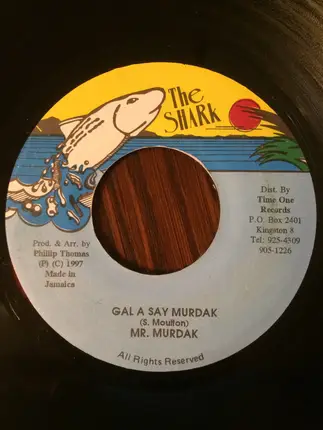 The
SHARK
Prod. & Arr. by
Phillip Thomas
(P) (C) 1997
Made in
Jamaica
Dist. By
Time One
Records
P.O. Box 2401
Kingston 8
Tel: 925-4309
905-1226
GAL A SAY MURDAK
(S. Moulton)
MR. MURDAK
All Rights Reserved